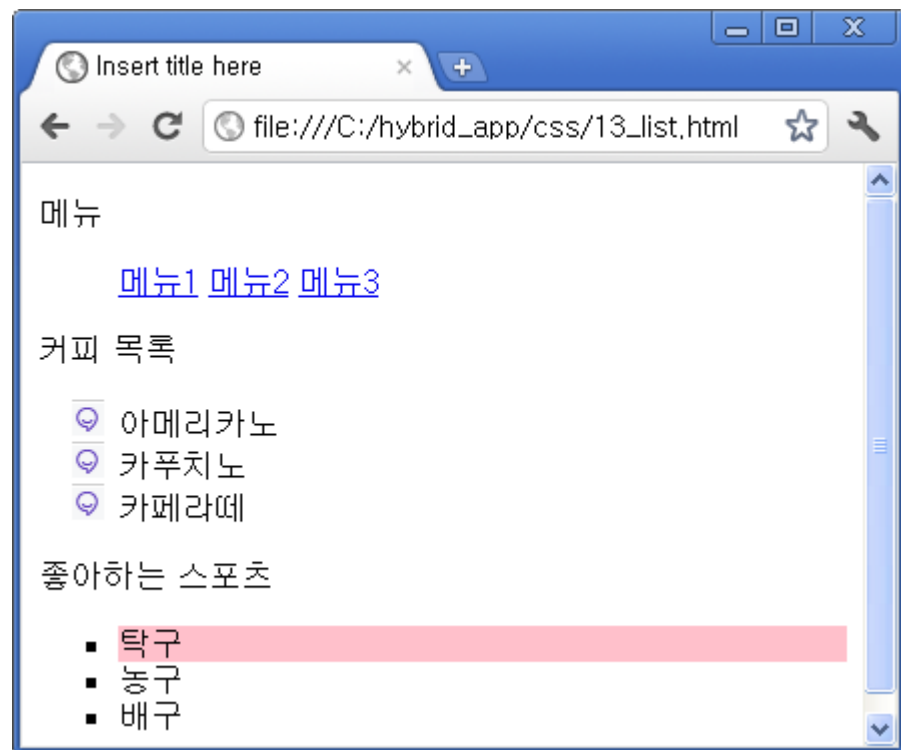 Insert title here
file:///C:/hybrid_app/css/13_list.html
메뉴
메뉴1 메뉴2 메뉴3
커피 목록
아메리카노
카푸치노
카페라떼
좋아하는 스포츠
탁구
농구
배구